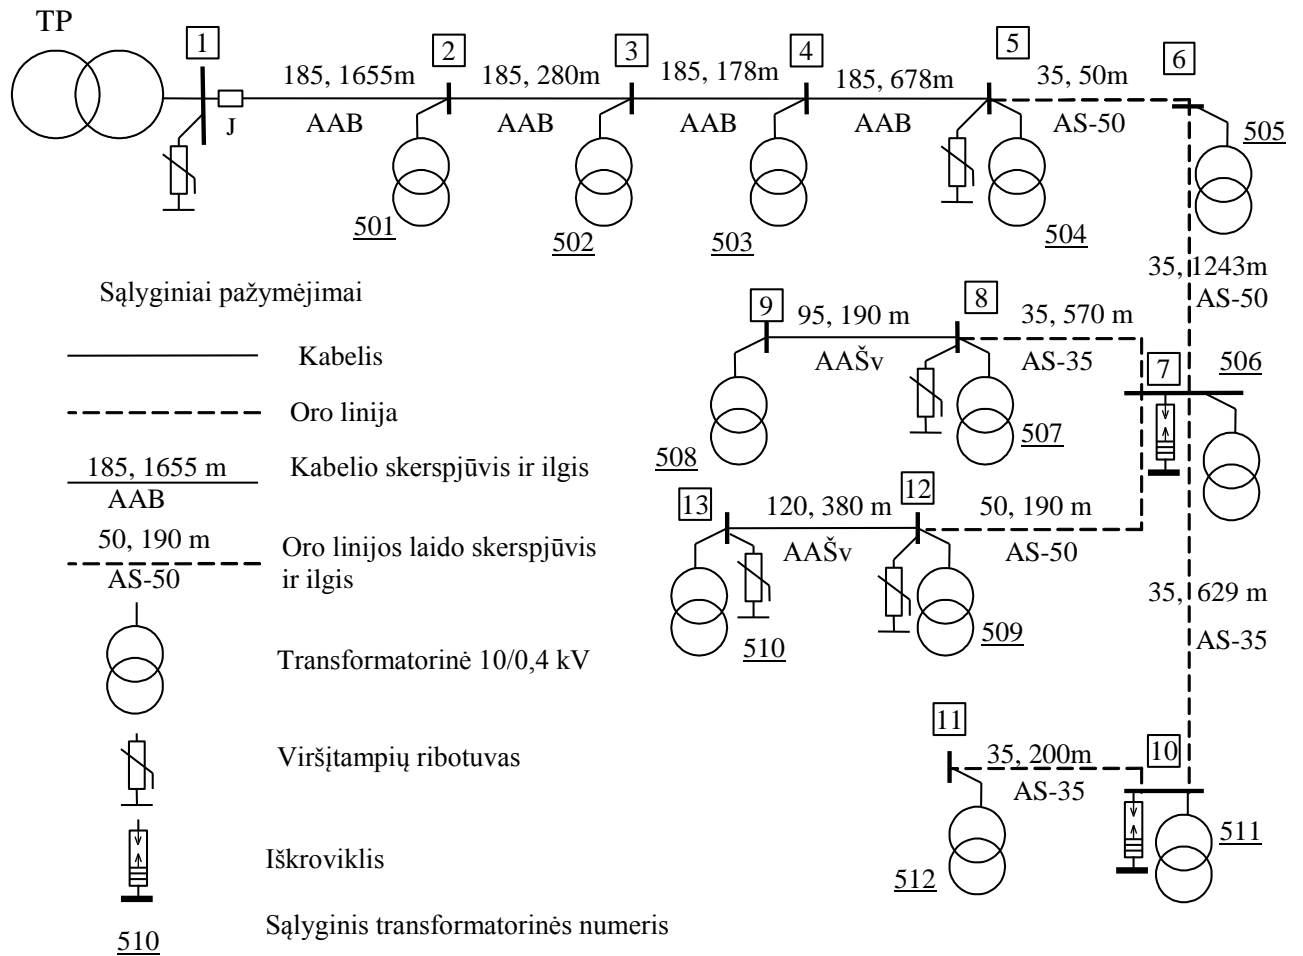 TP
1
2
3
4
5
6
185, 1655m
185, 280m
185, 178m
185, 678m
35, 50m
J
AAB
AAB
AAB
AAB
AS-50
501
502
503
504
505
35, 1243m
AS-50
Sąlyginiai pažymėjimai
9
8
95, 190 m
35, 570 m
AAŠv
AS-35
7
506
Kabelis
Oro linija
508
507
185, 1655 m
AAB
Kabelio skerspjūvis ir ilgis
13
12
120, 380 m
50, 190 m
AAŠv
AS-50
50, 190 m
AS-50
Oro linijos laido skerspjūvis
ir ilgis
35, 629 m
AS-35
510
509
Transformatorinė 10/0,4 kV
11
10
35, 200m
AS-35
Viršįtampių ribotuvas
512
511
Iškroviklis
510
Sąlyginis transformatorinės numeris